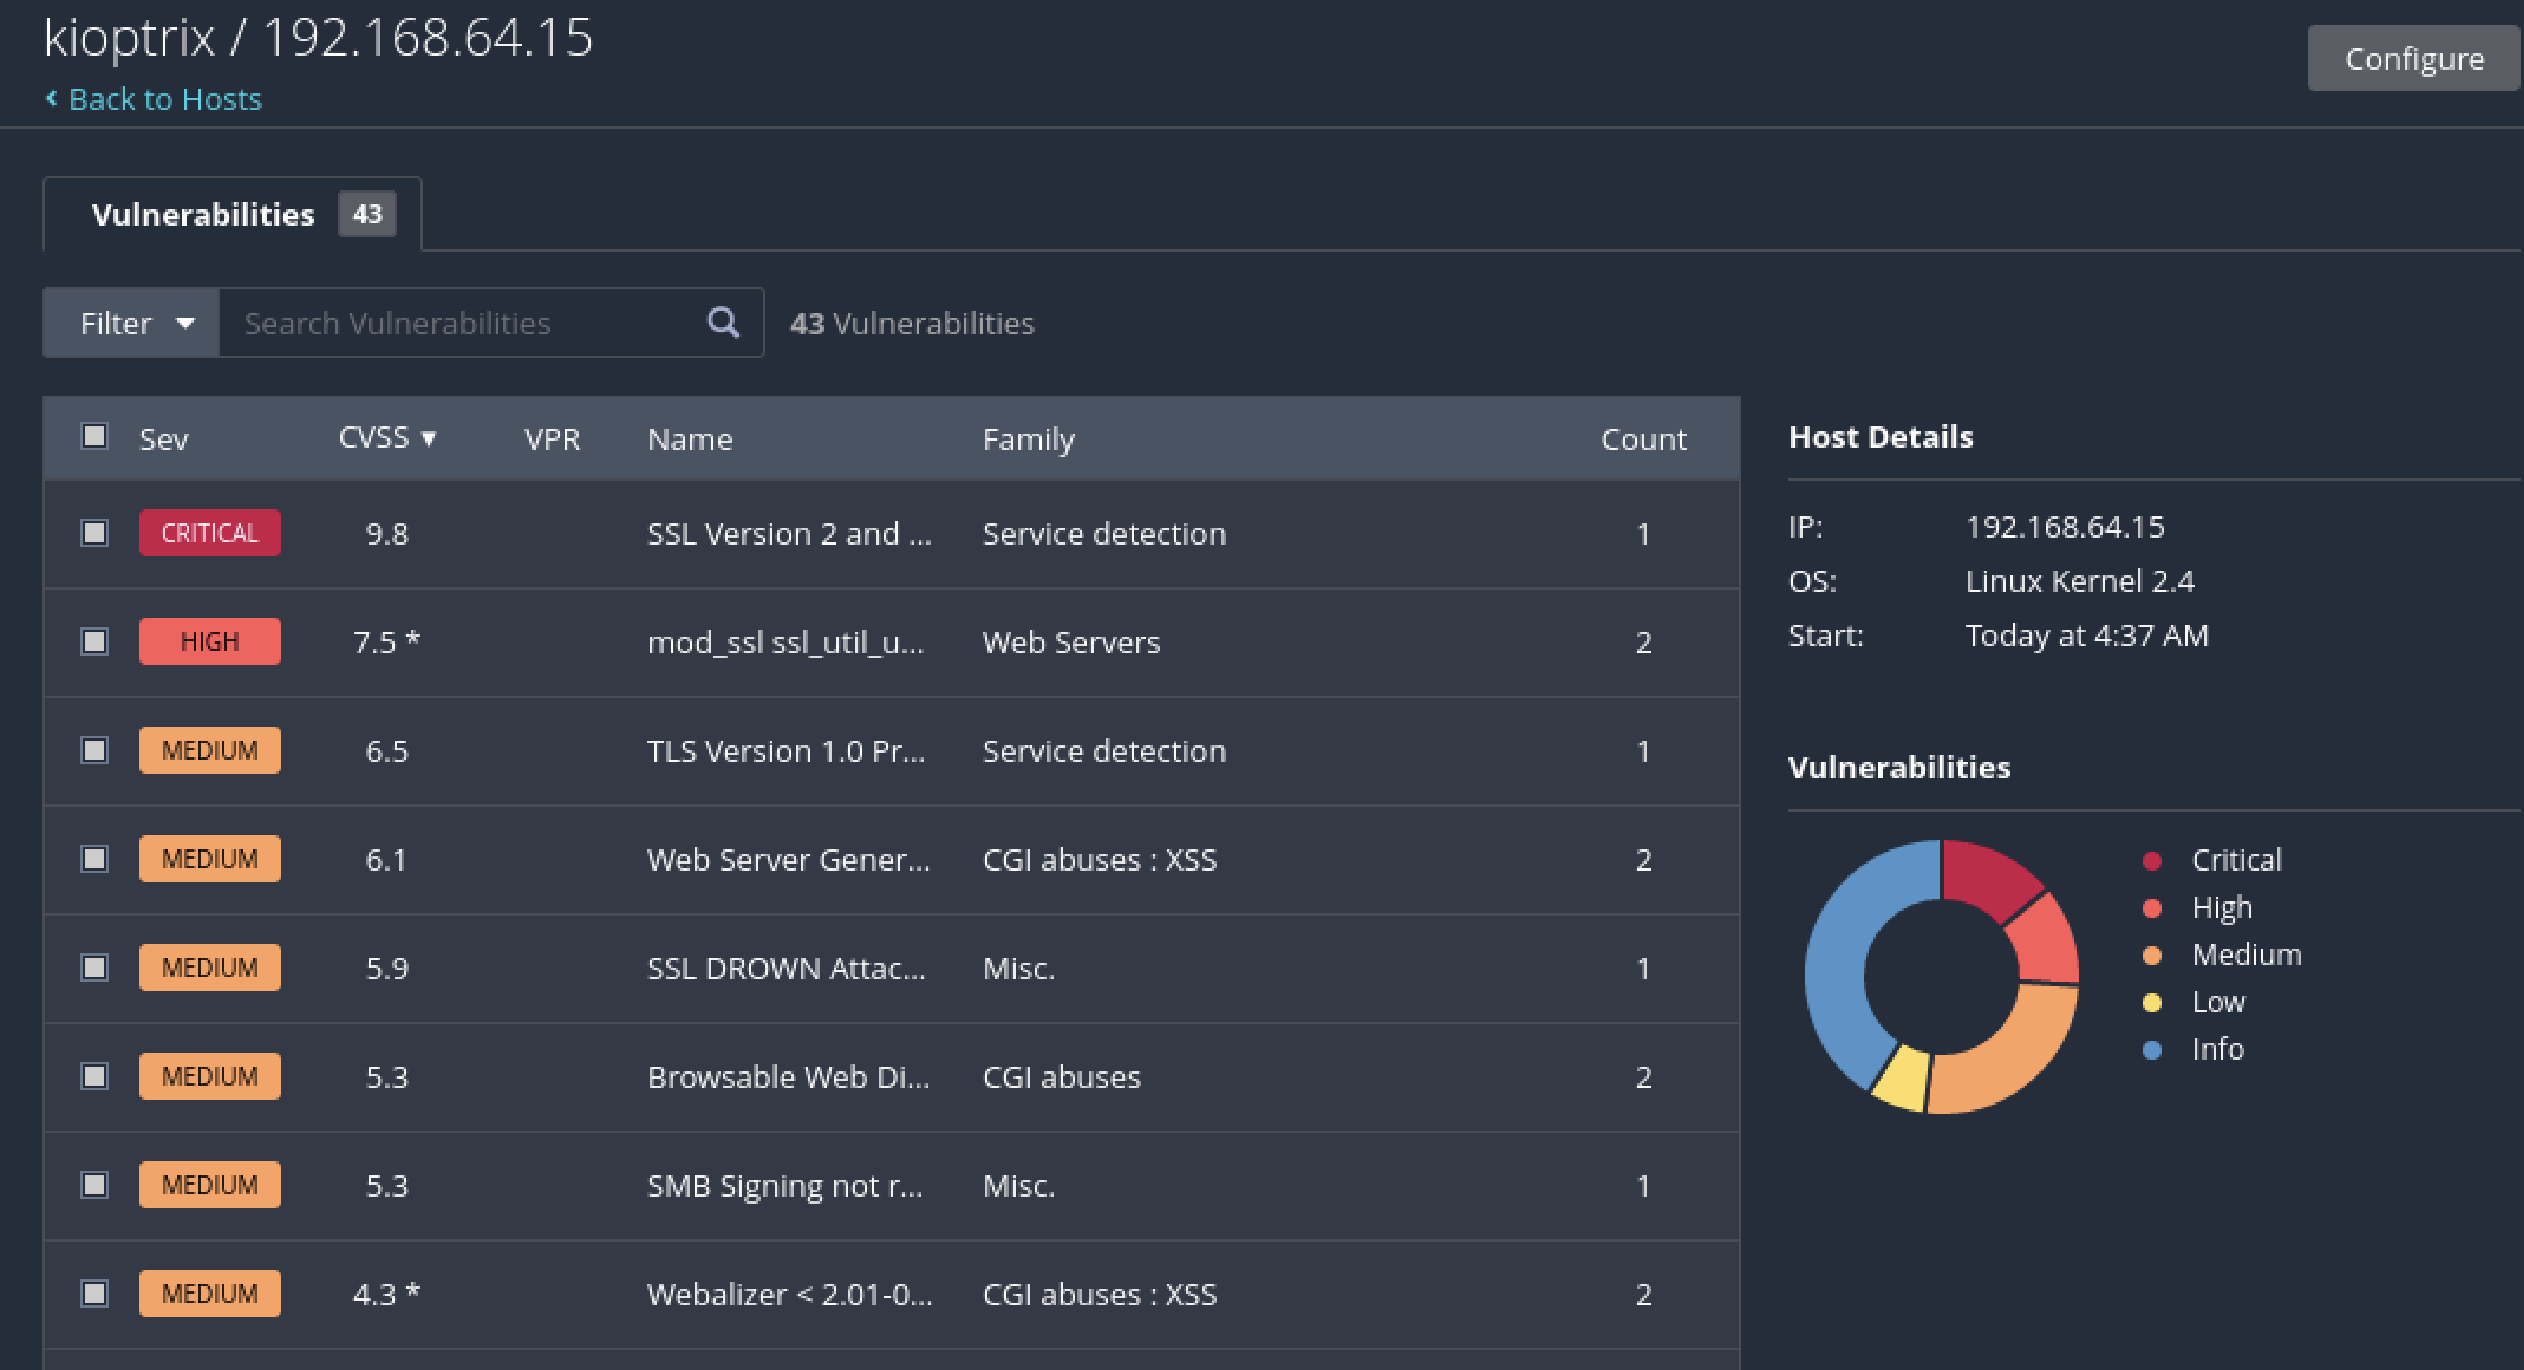 kioptrix / 192.168.64.15
Configure
Back to Hosts
Vulnerabilities 43
Filter Search Vulnerabilities 43 Vulnerabilities
Sev CVSS VPR Name Family Count
CRITICAL 9.8 SSL Version 2 and ... Service detection 1
HIGH 7.5 * mod_ssl ssl_util_u... Web Servers 2
MEDIUM 6.5 TLS Version 1.0 Pr... Service detection 1
MEDIUM 6.1 Web Server Gener... CGI abuses : XSS 2
MEDIUM 5.9 SSL DROWN Attac... Misc. 1
MEDIUM 5.3 Browsable Web Di... CGI abuses 2
MEDIUM 5.3 SMB Signing not r... Misc. 1
MEDIUM 4.3 * Webalizer < 2.01-0... CGI abuses : XSS 2
Host Details
IP: 192.168.64.15
OS: Linux Kernel 2.4
Start: Today at 4:37 AM
Vulnerabilities
Critical
High
Medium
Low
Info